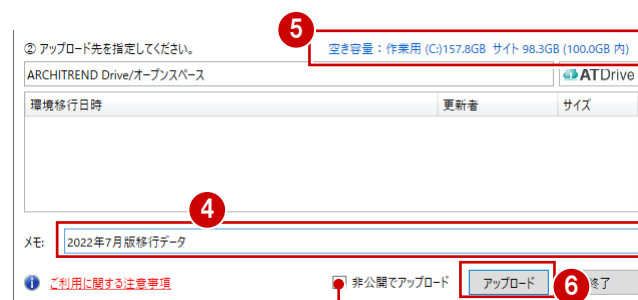 5
② アップロード先を指定してください。 空き容量：作業用 (C:)157.8GB サイト 98.3GB (100.0GB 内)
ARCHITREND Drive/オープンスペース ATDrive
環境移行日時 更新者 サイズ
4
メモ: 2022年7月版移行データ
ご利用に関する注意事項 非公開でアップロード アップロード 6 終了